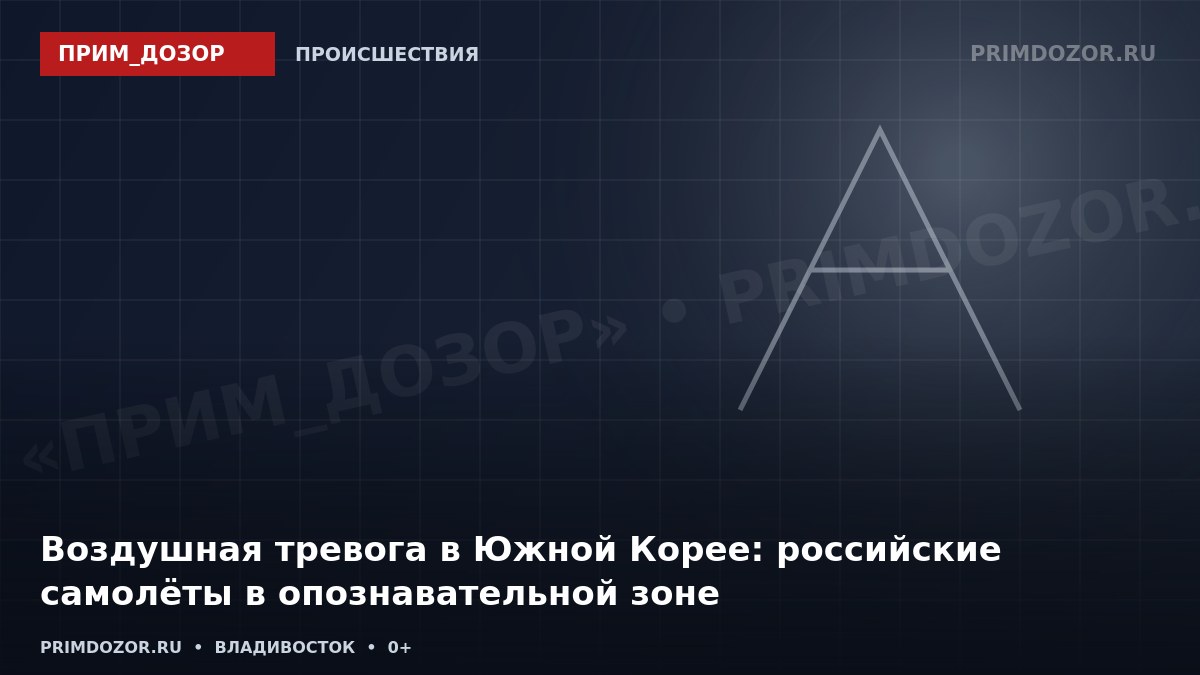 ПРИМ_ДОЗОР
ПРОИСШЕСТВИЯ
PRIMDOZOR.RU
«ПРИМ_ДОЗОР» • PRIMDOZOR.
Воздушная тревога в Южной Корее: российские
самолёты в опознавательной зоне
PRIMDOZOR.RU • ВЛАДИВОСТОК • 0+